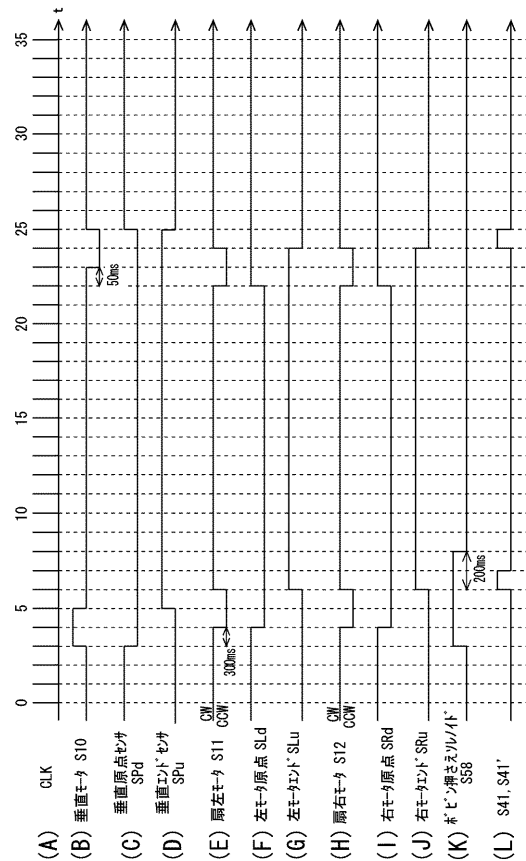 t
0 5 10 15 20 25 30 35
(A) CLK
(B) 垂直モータ S10
50ms
(C) 垂直原点センサ
SPd
(D) 垂直エンドセンサ
SPu
(E) 扇左モータ S11
CW
CCW
300ms
(F) 左モータ原点 SLd
(G) 左モータエンド SLu
(H) 扇右モータ S12
CW
CCW
(I) 右モータ原点 SRd
(J) 右モータエンド SRu
(K) ボビン押さえソレノイド
S58
200ms
(L) S41, S41'